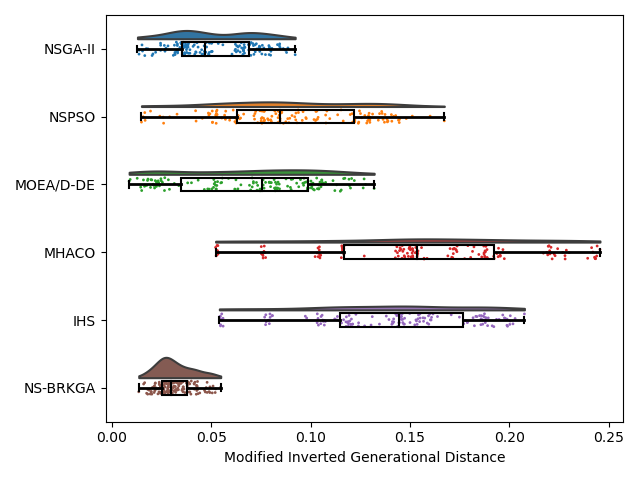 NSGA-II
NSPSO
MOEA/D-DE
MHACO
IHS
NS-BRKGA
0.00 0.05 0.10 0.15 0.20 0.25
Modified Inverted Generational Distance